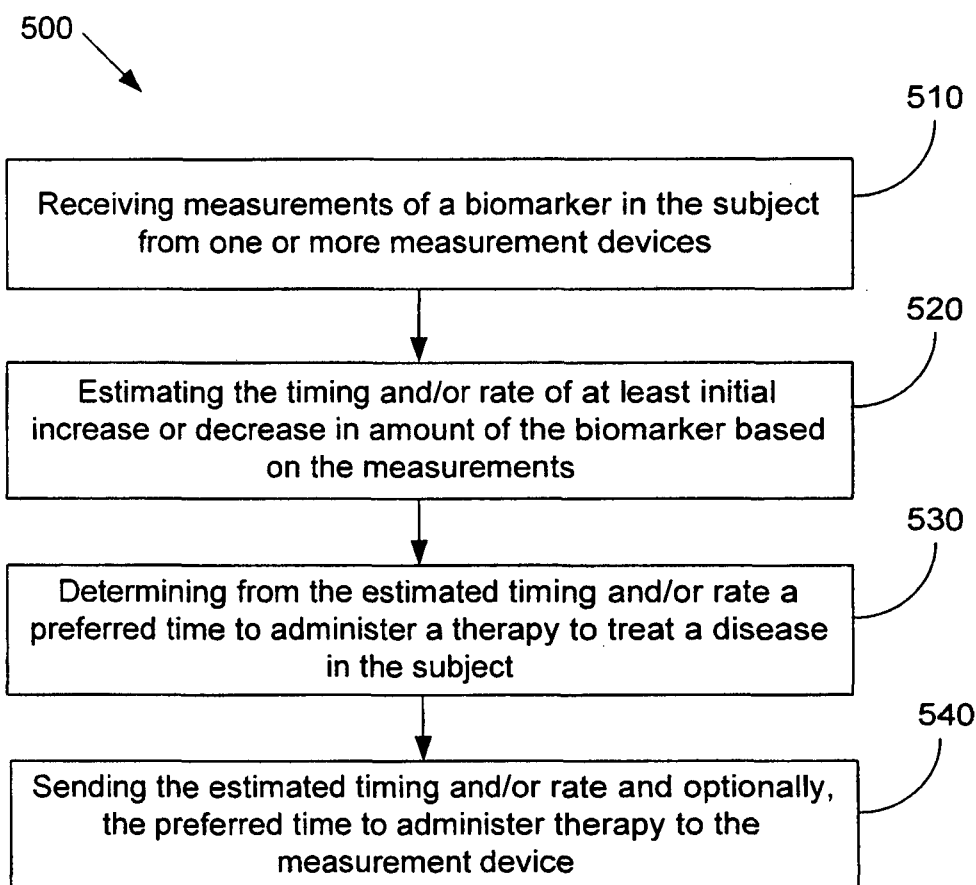 500
510
Receiving measurements of a biomarker in the subject
from one or more measurement devices
520
Estimating the timing and/or rate of at least initial
increase or decrease in amount of the biomarker based
on the measurements
530
Determining from the estimated timing and/or rate a
preferred time to administer a therapy to treat a disease
in the subject
540
Sending the estimated timing and/or rate and optionally,
the preferred time to administer therapy to the
measurement device